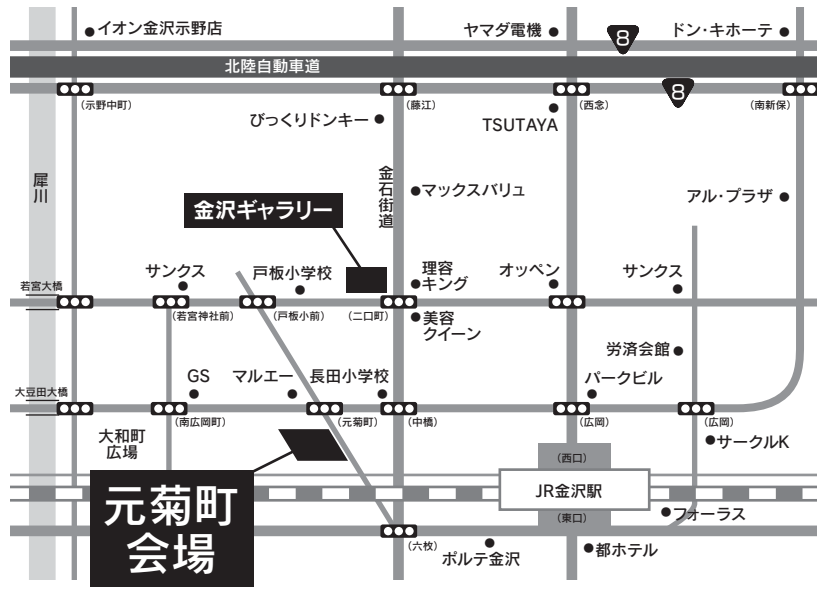 イオン金沢示野店
ヤマダ電機
8
ドン・キホーテ
北陸自動車道
8
(示野中町)
(藤江)
(西念)
(南新保)
びっくりドンキー
TSUTAYA
犀川
金石街道
マックスバリュ
アル・プラザ
金沢ギャラリー
若宮大橋
サンクス
戸板小学校
理容
キング
オッペン
サンクス
(若宮神社前)
(戸板小前)
(二口町)
美容
クイーン
労済会館
大豆田大橋
GS
マルエー
長田小学校
パークビル
(南広岡町)
(元菊町)
(中橋)
(広岡)
(広岡)
大和町
広場
サークルK
(西口)
JR金沢駅
(東口)
元菊町
会場
フォーラス
(六枚)
ポルテ金沢
都ホテル